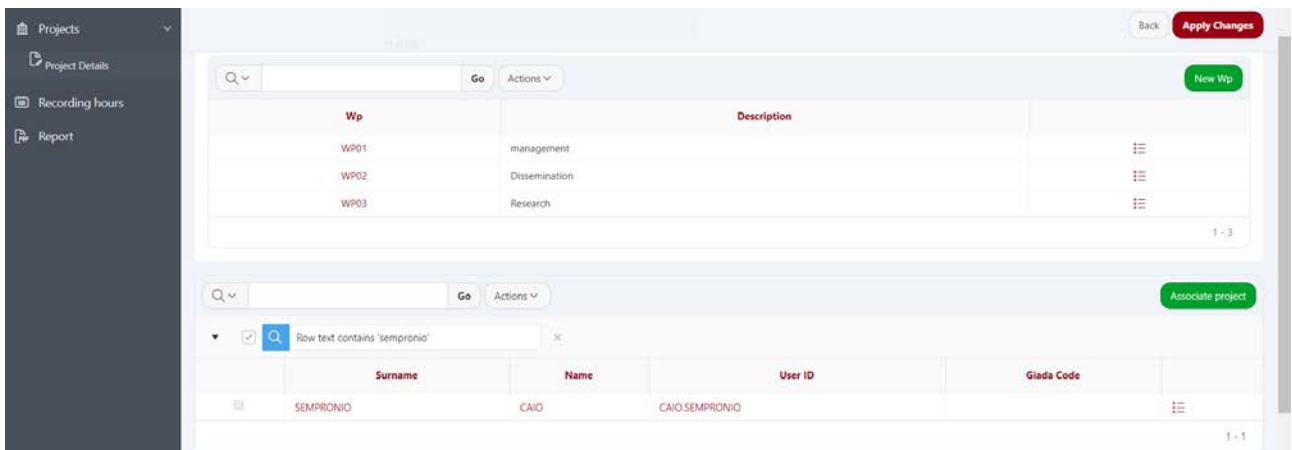 Projects
Project Details
Recording hours
Report
Back Apply Changes
Go Actions
New Wp
Wp Description
WP01 management
WP02 Dissemination
WP03 Research
1 - 3
Go Actions
Associate project
Row text contains 'sempronio'
Surname Name User ID Giada Code
SEMPRONIO CAIO CAIO.SEMPRONIO
1 - 1